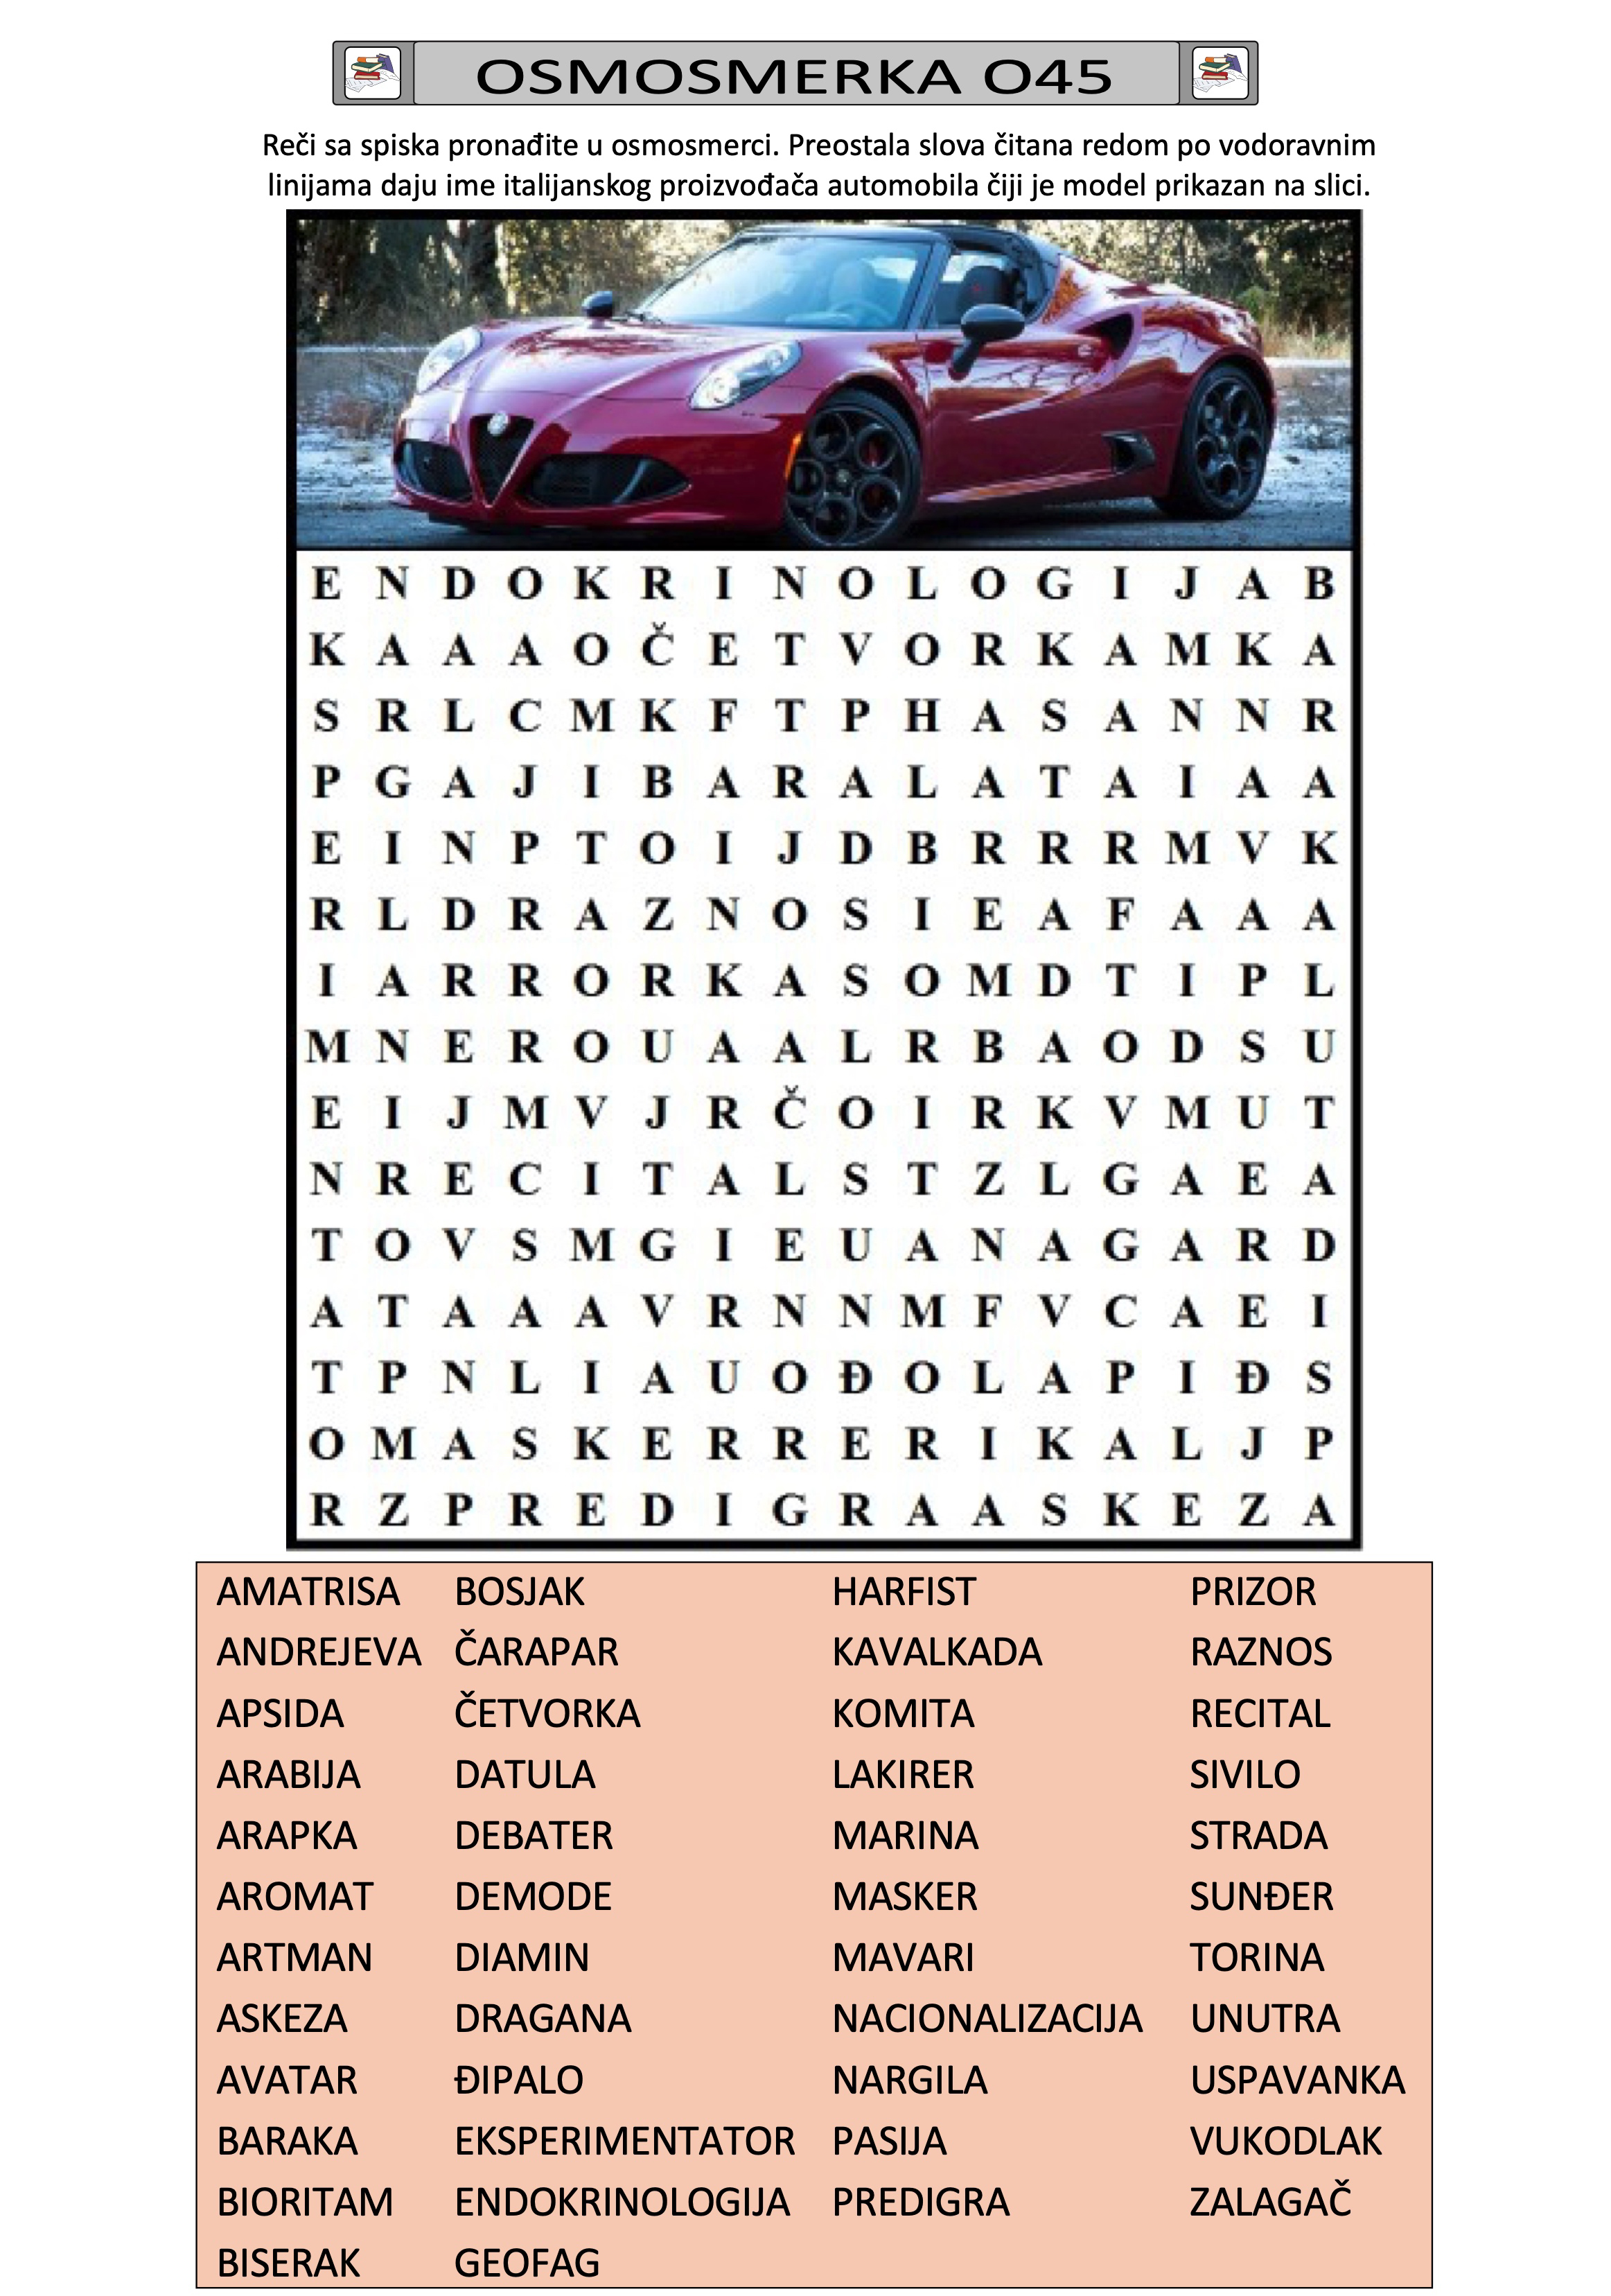 OSMOSMERKA O45
Reči sa spiska pronađite u osmosmerci. Preostala slova čitana redom po vodoravnim
linijama daju ime italijanskog proizvođača automobila čiji je model prikazan na slici.
E N D O K R I N O L O G I J A B
K A A A O Č E T V O R K A M K A
S R L C M K F T P H A S A N N R
P G A J I B A R A L A T A I A A
E I N P T O I J D B R R R M V K
R L D R A Z N O S I E A F A A A
I A R R O R K A S O M D T I P L
M N E R O U A A L R B A O D S U
E I J M V J R Č O I R K V M U T
N R E C I T A L S T Z L G A E A
T O V S M G I E U A N A G A R D
A T A A A V R N N M F V C A E I
T P N L I A U O Đ O L A P I Đ S
O M A S K E R R E R I K A L J P
R Z P R E D I G R A A S K E Z A
AMATRISA BOSJAK HARFIST PRIZOR
ANDREJEVA ČARAPAR KAVALKADA RAZNOS
APSIDA ČETVORKA KOMITA RECITAL
ARABIJA DATULA LAKIRER SIVILO
ARAPKA DEBATER MARINA STRADA
AROMAT DEMODE MASKER SUNĐER
ARTMAN DIAMIN MAVARI TORINA
ASKEZA DRAGANA NACIONALIZACIJA UNUTRA
AVATAR ĐIPALO NARGILA USPAVANKA
BARAKA EKSPERIMENTATOR PASIJA VUKODLAK
BIORITAM ENDOKRINOLOGIJA PREDIGRA ZALAGAČ
BISERAK GEOFAG